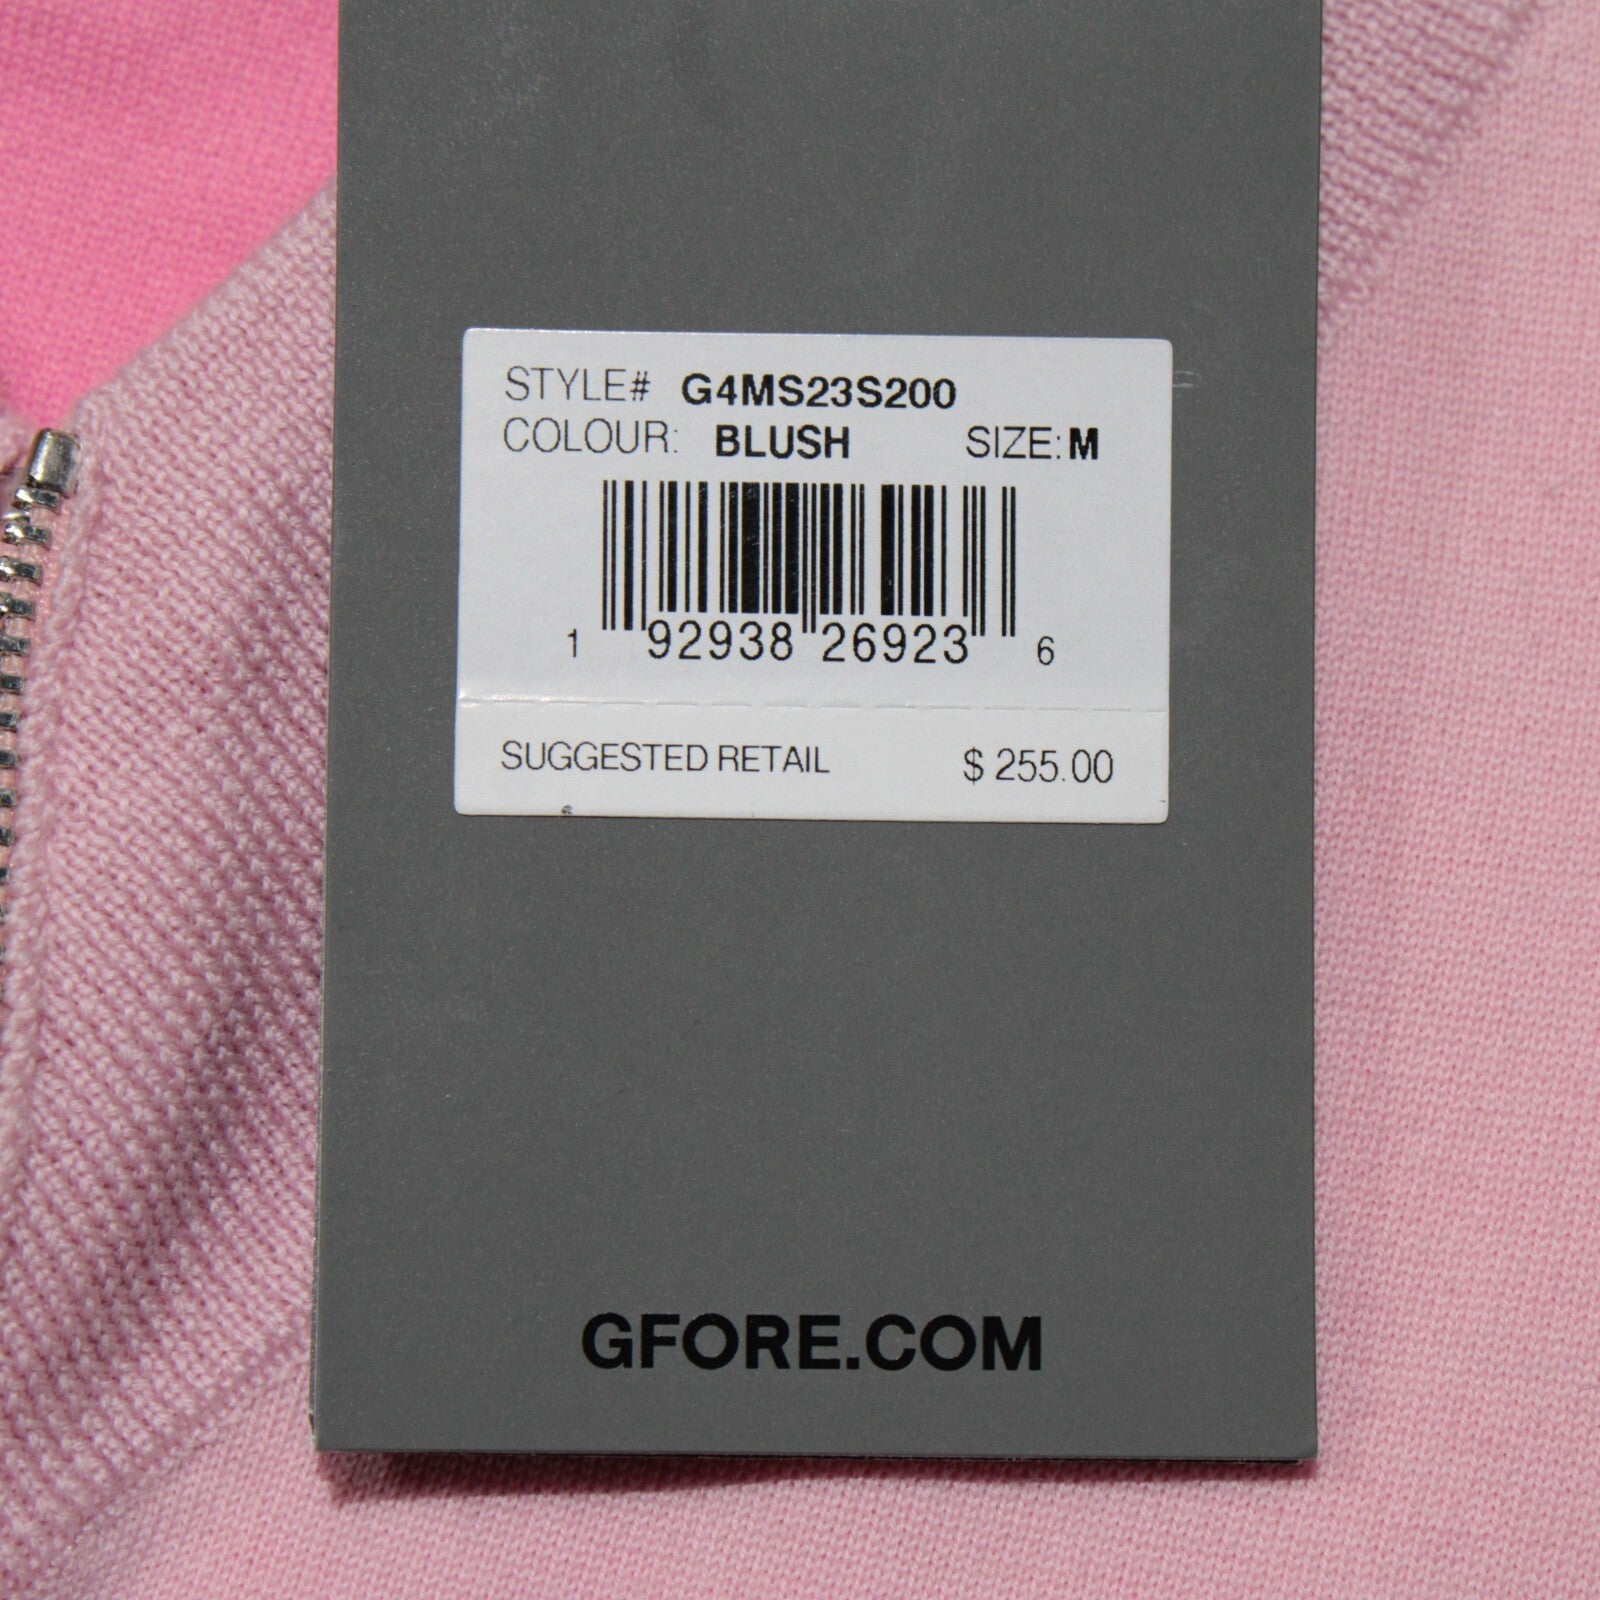 STYLE# G4MS23S200
COLOUR: BLUSH SIZE: M
1 92938 26923 6
SUGGESTED RETAIL $ 255.00
GFORE.COM